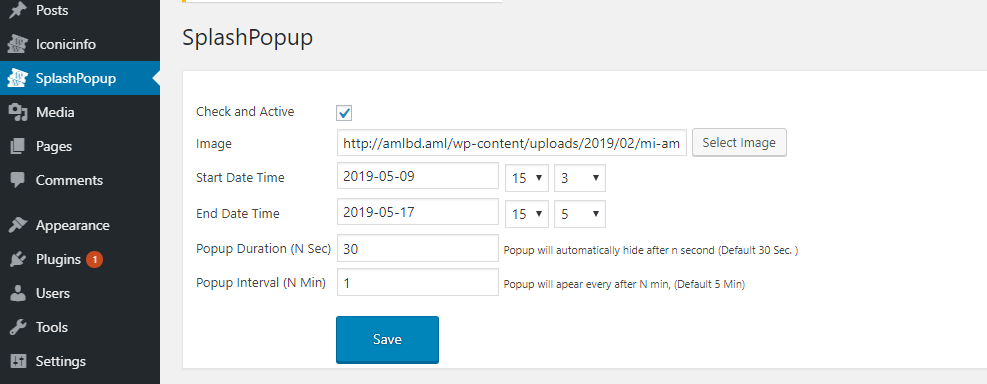 Posts
Iconicinfo
SplashPopup
Media
Pages
Comments
Appearance
Plugins 1
Users
Tools
Settings
SplashPopup
Check and Active
Image http://amlbd.aml/wp-content/uploads/2019/02/mi-am Select Image
Start Date Time 2019-05-09 15 3
End Date Time 2019-05-17 15 5
Popup Duration (N Sec) 30 Popup will automatically hide after n second (Default 30 Sec. )
Popup Interval (N Min) 1 Popup will apear every after N min, (Default 5 Min)
Save